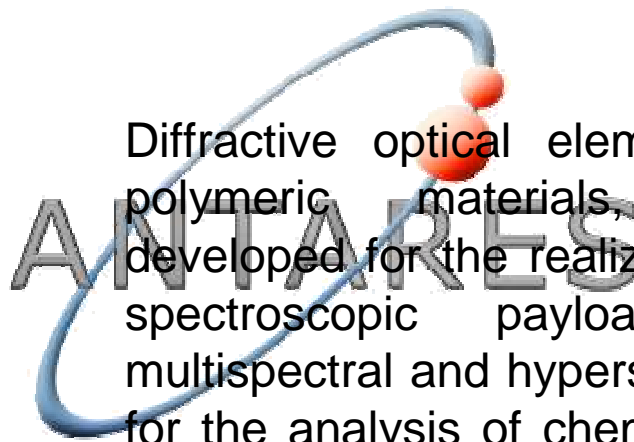 Diffractive optical elem
polymeric materials,
ANTARES
developed for the realiz
spectroscopic payloa
multispectral and hypers
for the analysis of chem